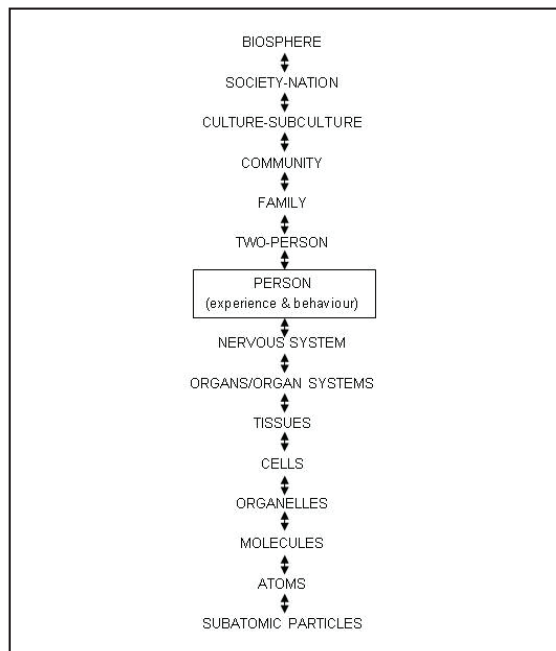 BIOSPHERE
SOCIETY-NATION
CULTURE-SUBCULTURE
COMMUNITY
FAMILY
TWO-PERSON
PERSON
(experience & behaviour)
NERVOUS SYSTEM
ORGANS/ORGAN SYSTEMS
TISSUES
CELLS
ORGANELLES
MOLECULES
ATOMS
SUBATOMIC PARTICLES